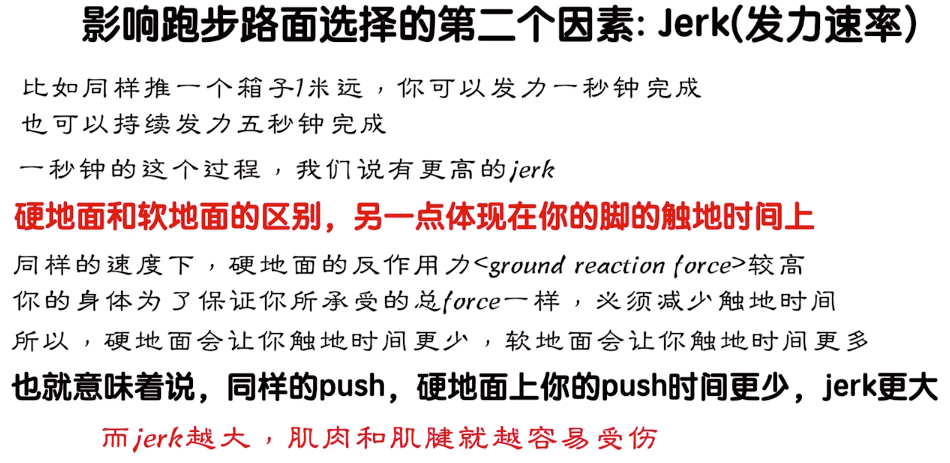 影响跑步路面选择的第二个因素: Jerk(发力速率)
比如同样推一个箱子1米远，你可以发力一秒钟完成
也可以持续发力五秒钟完成
一秒钟的这个过程，我们说有更高的jerk
硬地面和软地面的区别，另一点体现在你的脚的触地时间上
同样的速度下，硬地面的反作用力<ground reaction force>较高
你的身体为了保证你所承受的总force一样，必须减少触地时间
所以，硬地面会让你触地时间更少，软地面会让你触地时间更多
也就意味着说，同样的push，硬地面上你的push时间更少，jerk更大
而jerk越大，肌肉和肌腱就越容易受伤